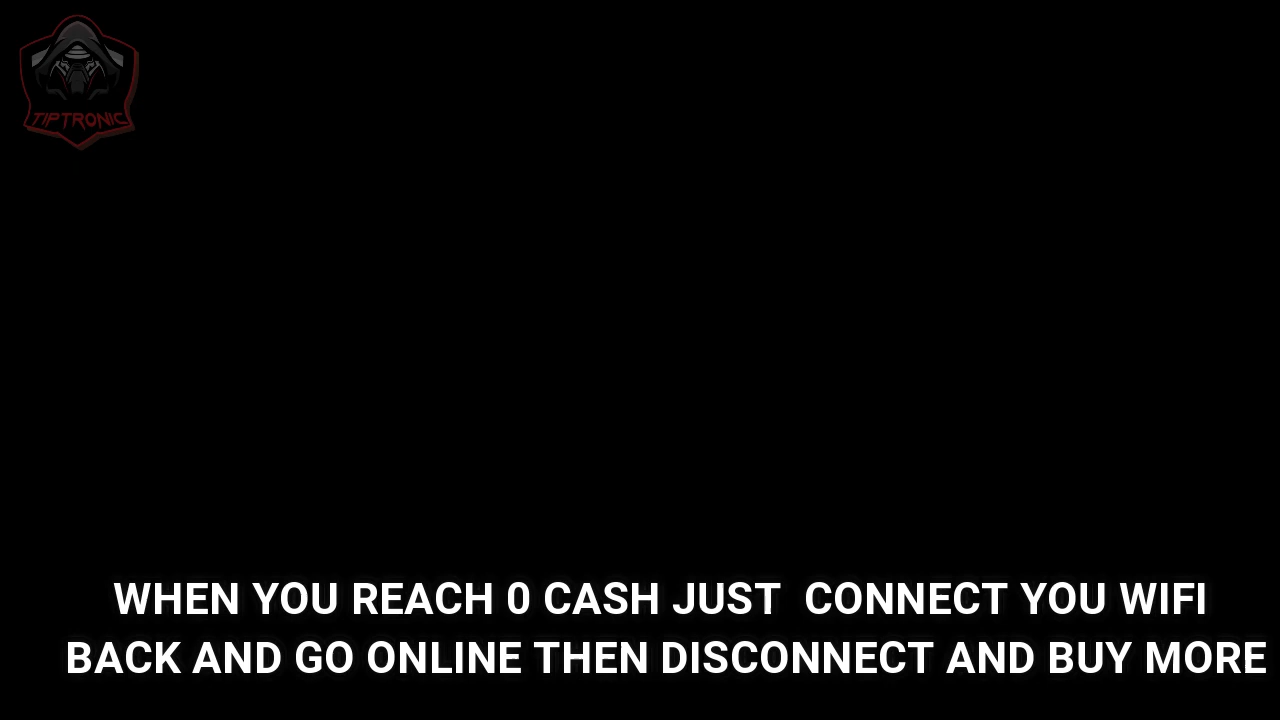 TIPTRONIC
WHEN YOU REACH 0 CASH JUST  CONNECT YOU WIFI
BACK AND GO ONLINE THEN DISCONNECT AND BUY MORE